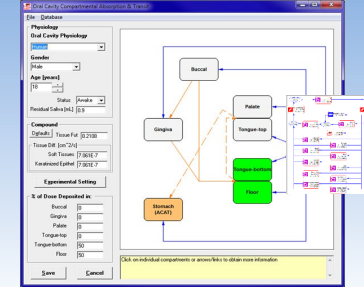 Oral Cavity Compartmental Absorption & Transit
File Database
Physiology
Oral Cavity Physiology
Human
Gender
Male
Age [years]
18
Status: Awake
Residual Saliva [mL] 0.9
Compound
Defaults Tissue Fut 0.2100
Tissue Diff. [cm^2/s]
Soft Tissues 7.061E-7
Keratinized Epithel 7.061E-7
Experimental Setting
% of Dose Deposited in:
Buccal 0
Gingiva 0
Palate 0
Tongue-top 0
Tongue-bottom 50
Floor 50
Save Cancel
Buccal
Gingiva
Palate
Tongue-top
Tongue-bottom
Floor
Stomach
(ACAT)
Click on individual compartments or arrows/links to obtain more information